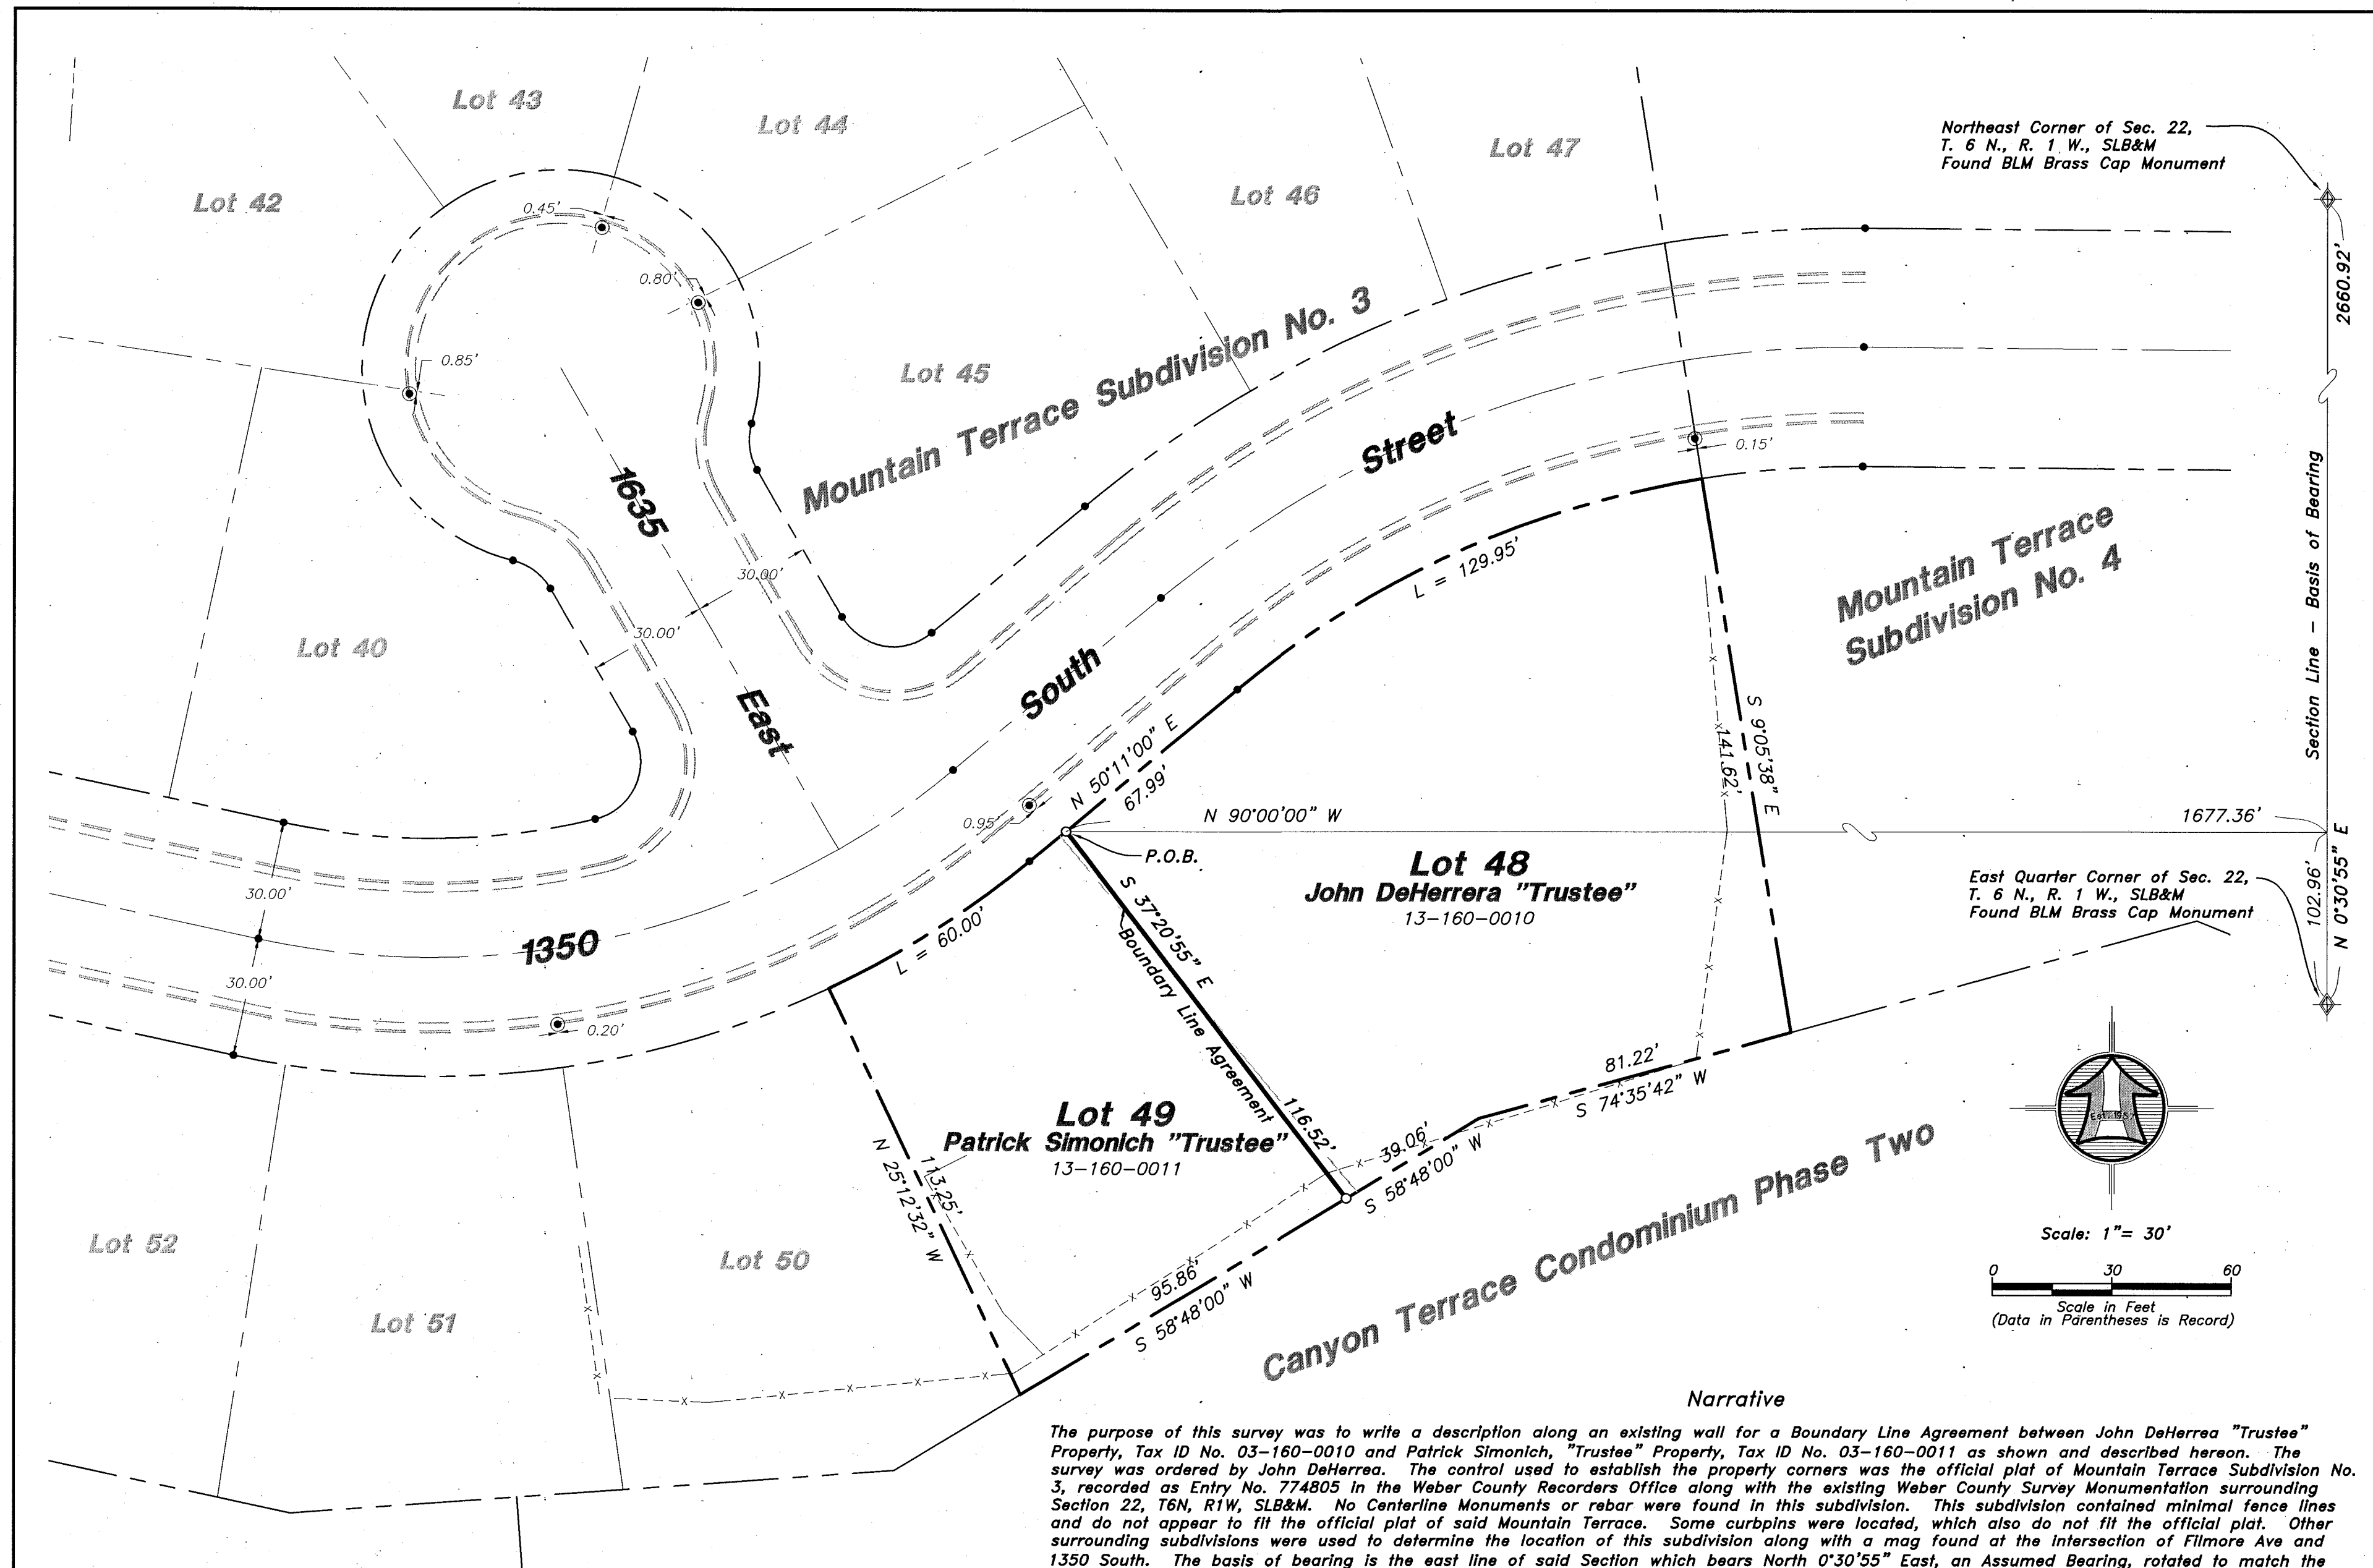 Lot 43
Lot 44
Lot 47
Northeast Corner of Sec. 22,
T. 6 N., R. 1 W., SLB&M
Found BLM Brass Cap Monument
Lot 42
0.45'
Lot 46
0.80'
2660.92'
0.85'
Lot 45
Mountain Terrace Subdivision No. 3
Street
0.15'
1635
Section Line - Basis of Bearing
30.00'
L = 129.95'
Mountain Terrace
Subdivision No. 4
30.00'
Lot 40
South
East
S 9°05'38" E
141.62'
N 50°11'00" E
67.99'
0.95'
N 90°00'00" W
1677.36'
P.O.B.
Lot 48
John DeHerrera "Trustee"
13-160-0010
East Quarter Corner of Sec. 22,
T. 6 N., R. 1 W., SLB&M
Found BLM Brass Cap Monument
102.96'
N 0°30'55" E
30.00'
1350
L = 60.00'
S 37°20'55" E
Boundary Line Agreement
116.52'
30.00'
0.20'
81.22'
S 74°35'42" W
Est. 1957
Lot 49
Patrick Simonich "Trustee"
13-160-0011
39.06'
S 58°48'00" W
113.25'
N 25°12'32" W
Canyon Terrace Condominium Phase Two
Lot 52
Lot 50
Lot 51
95.86'
S 58°48'00" W
Scale: 1"= 30'
0 30 60
Scale in Feet
(Data in Parentheses is Record)
Narrative
The purpose of this survey was to write a description along an existing wall for a Boundary Line Agreement between John DeHerrea "Trustee"
Property, Tax ID No. 03-160-0010 and Patrick Simonich, "Trustee" Property, Tax ID No. 03-160-0011 as shown and described hereon. The
survey was ordered by John DeHerrea. The control used to establish the property corners was the official plat of Mountain Terrace Subdivision No.
3, recorded as Entry No. 774805 in the Weber County Recorders Office along with the existing Weber County Survey Monumentation surrounding
Section 22, T6N, R1W, SLB&M. No Centerline Monuments or rebar were found in this subdivision. This subdivision contained minimal fence lines
and do not appear to fit the official plat of said Mountain Terrace. Some curbpins were located, which also do not fit the official plat. Other
surrounding subdivisions were used to determine the location of this subdivision along with a mag found at the intersection of Filmore Ave and
1350 South. The basis of bearing is the east line of said Section which bears North 0°30'55" East, an Assumed Bearing, rotated to match the